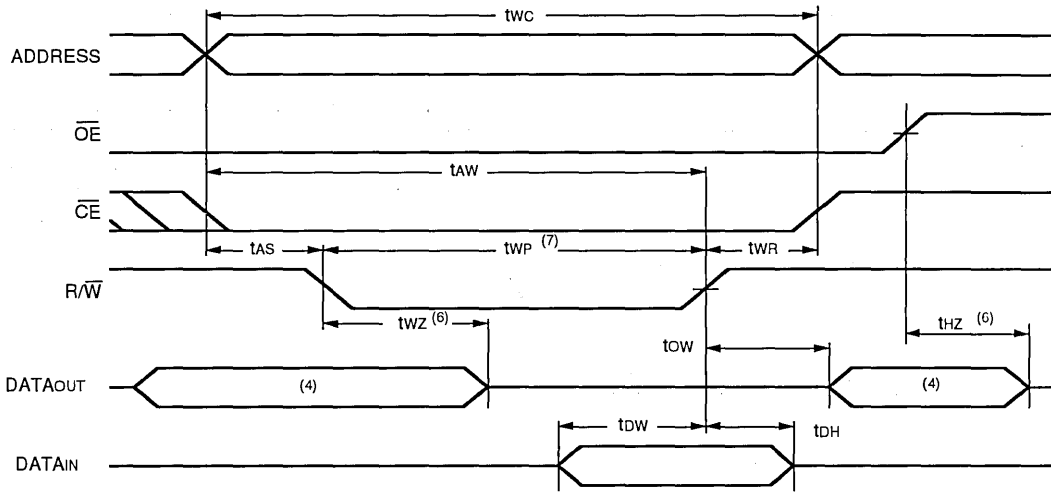 tWC
ADDRESS
OE
tAW
CE
tAS
tWP (7)
tWR
R/W
tWZ (6)
tOW
tHZ (6)
DATAOUT
(4)
(4)
tDW
tDH
DATAIN